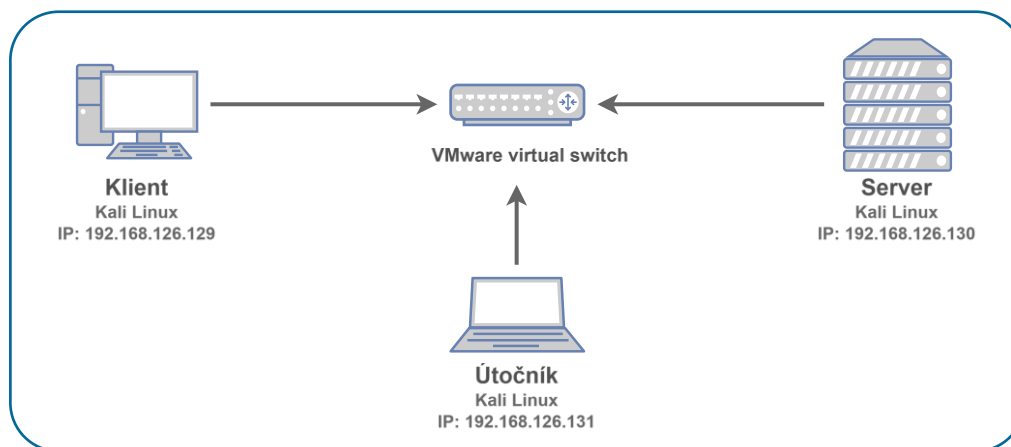 VMware virtual switch
Klient
Kali Linux
IP: 192.168.126.129
Server
Kali Linux
IP: 192.168.126.130
Útočník
Kali Linux
IP: 192.168.126.131